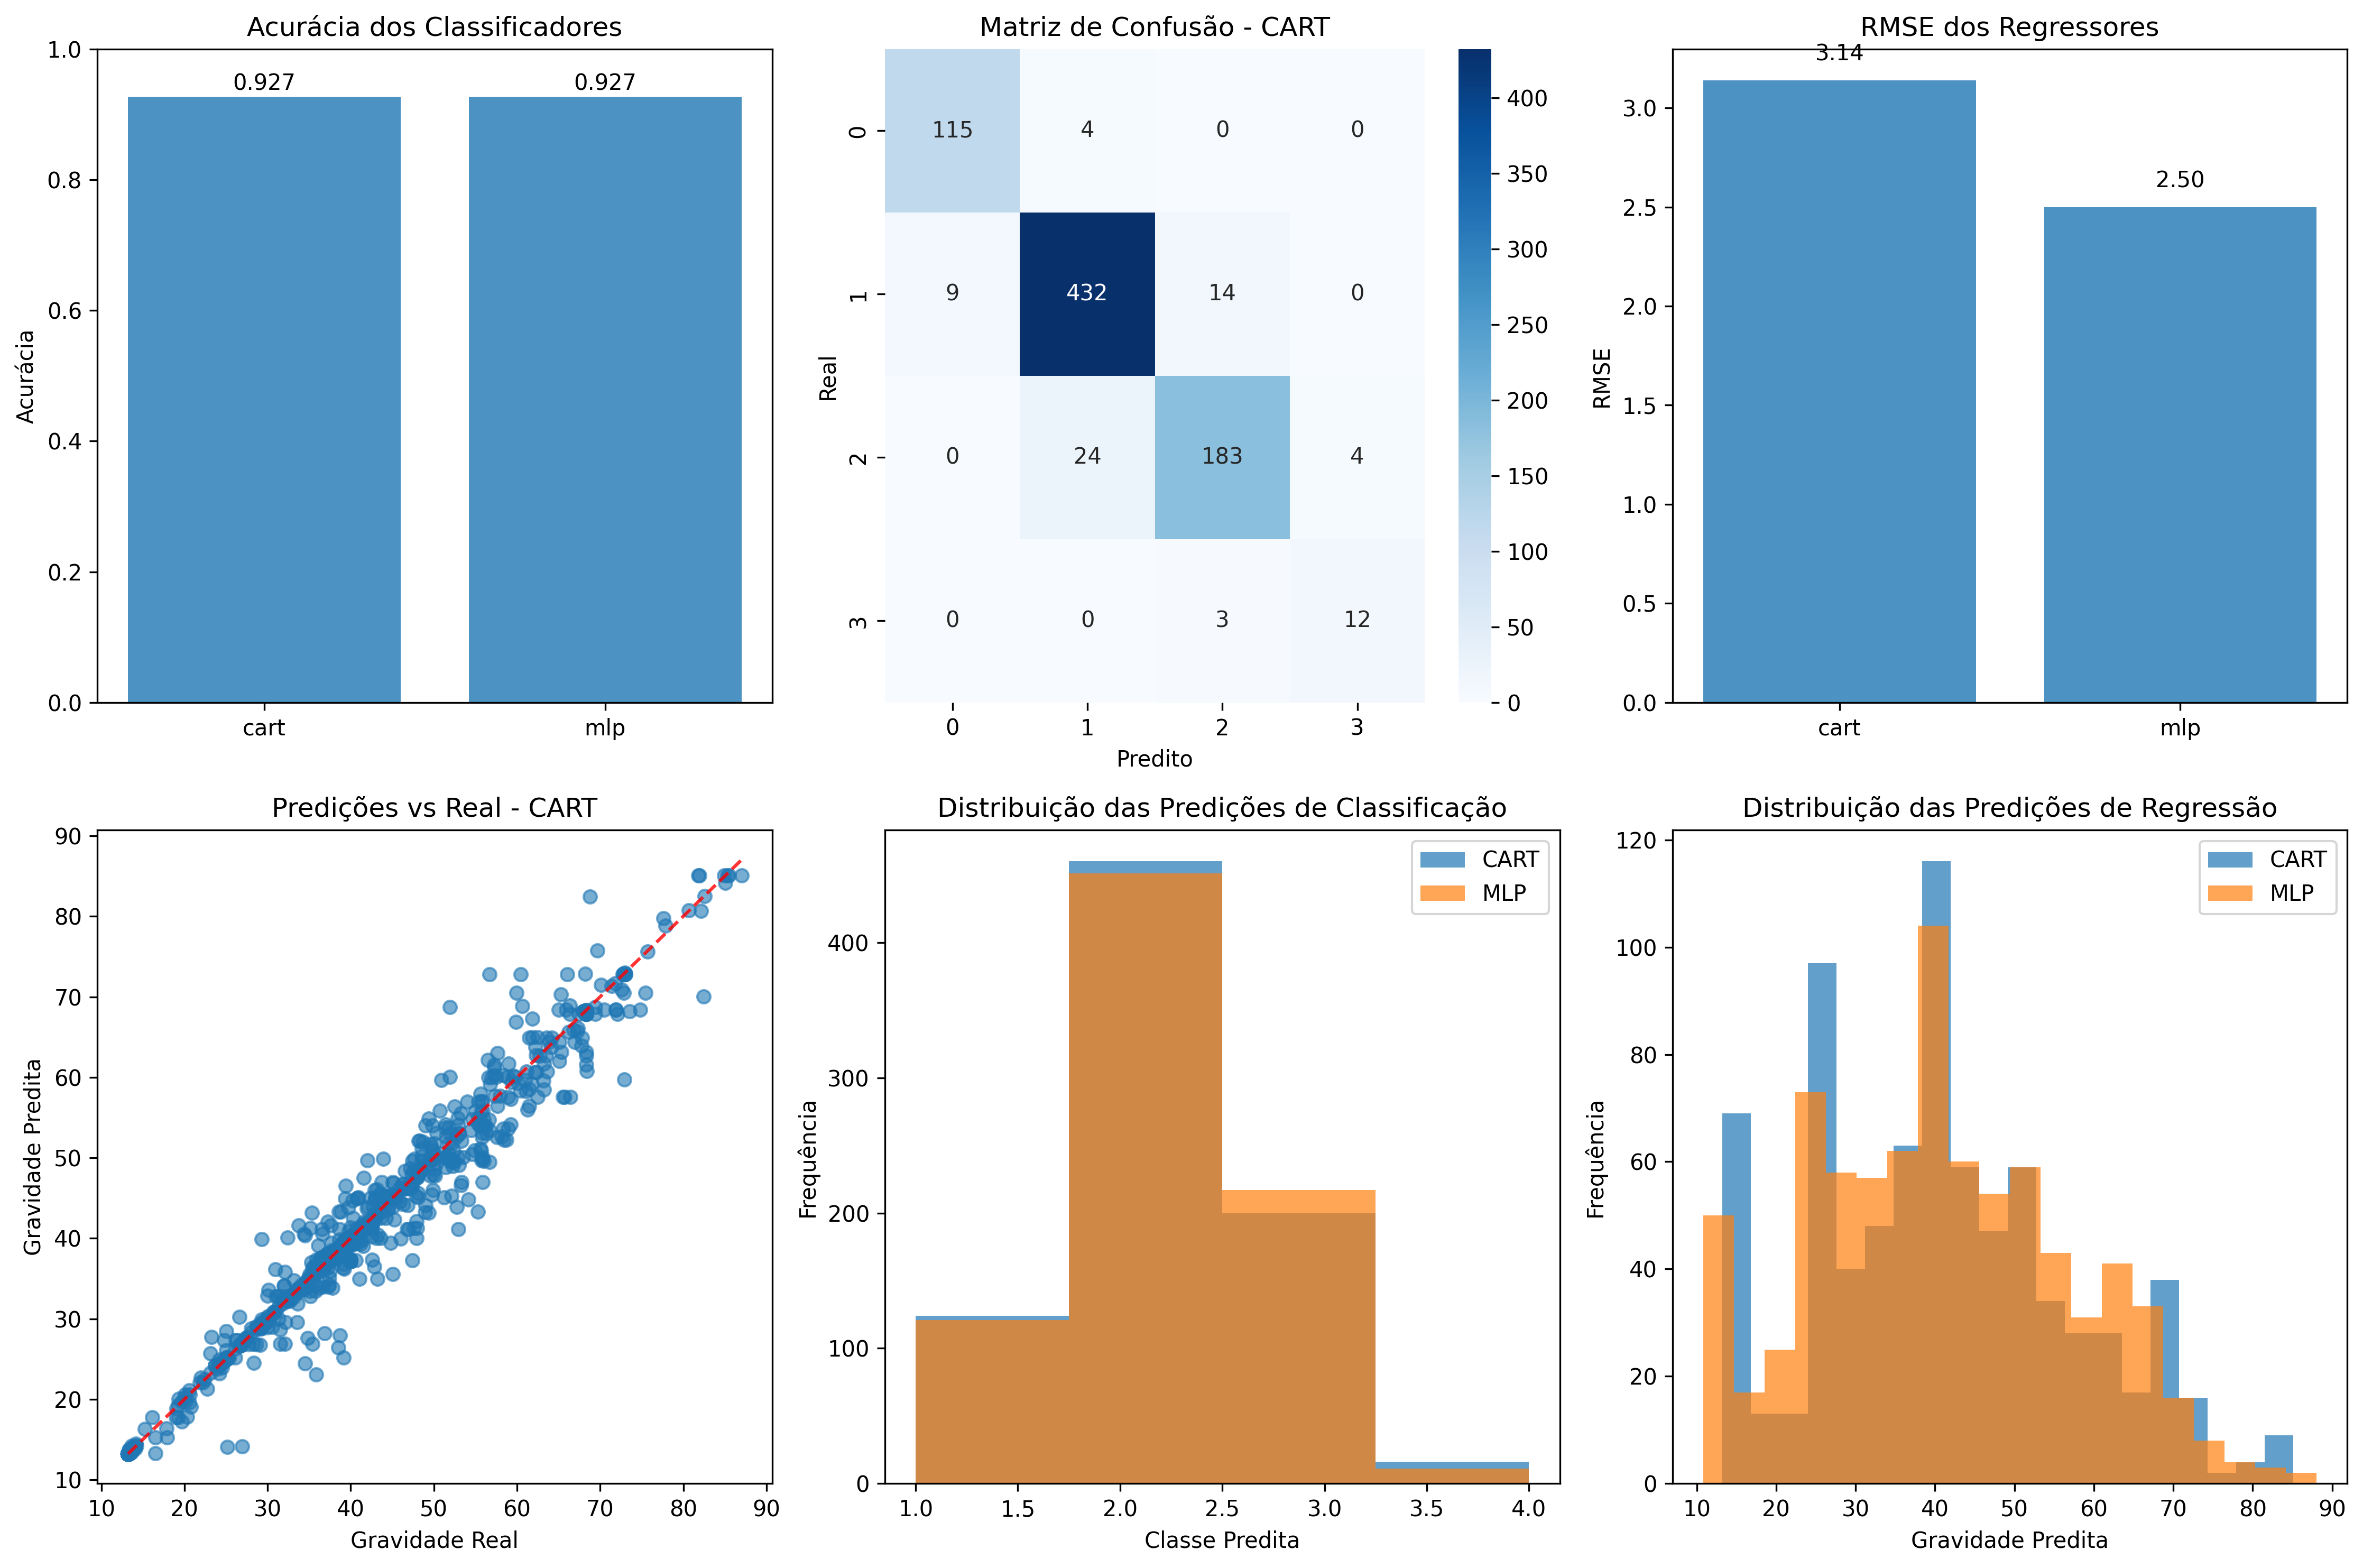 Acurácia dos Classificadores
1.0
0.8
0.6
0.4
0.2
0.0
Acurácia
0.927
0.927
cart
mlp
Matriz de Confusão - CART
Real
0
1
2
3
115 4 0 0
9 432 14 0
0 24 183 4
0 0 3 12
0 1 2 3
Predito
400
350
300
250
200
150
100
50
0
RMSE dos Regressores
3.0
2.5
2.0
1.5
1.0
0.5
0.0
RMSE
3.14
2.50
cart
mlp
Predições vs Real - CART
90
80
70
60
50
40
30
20
10
Gravidade Predita
10 20 30 40 50 60 70 80 90
Gravidade Real
Distribuição das Predições de Classificação
CART
MLP
400
300
200
100
0
Frequência
1.0 1.5 2.0 2.5 3.0 3.5 4.0
Classe Predita
Distribuição das Predições de Regressão
CART
MLP
120
100
80
60
40
20
0
Frequência
10 20 30 40 50 60 70 80 90
Gravidade Predita